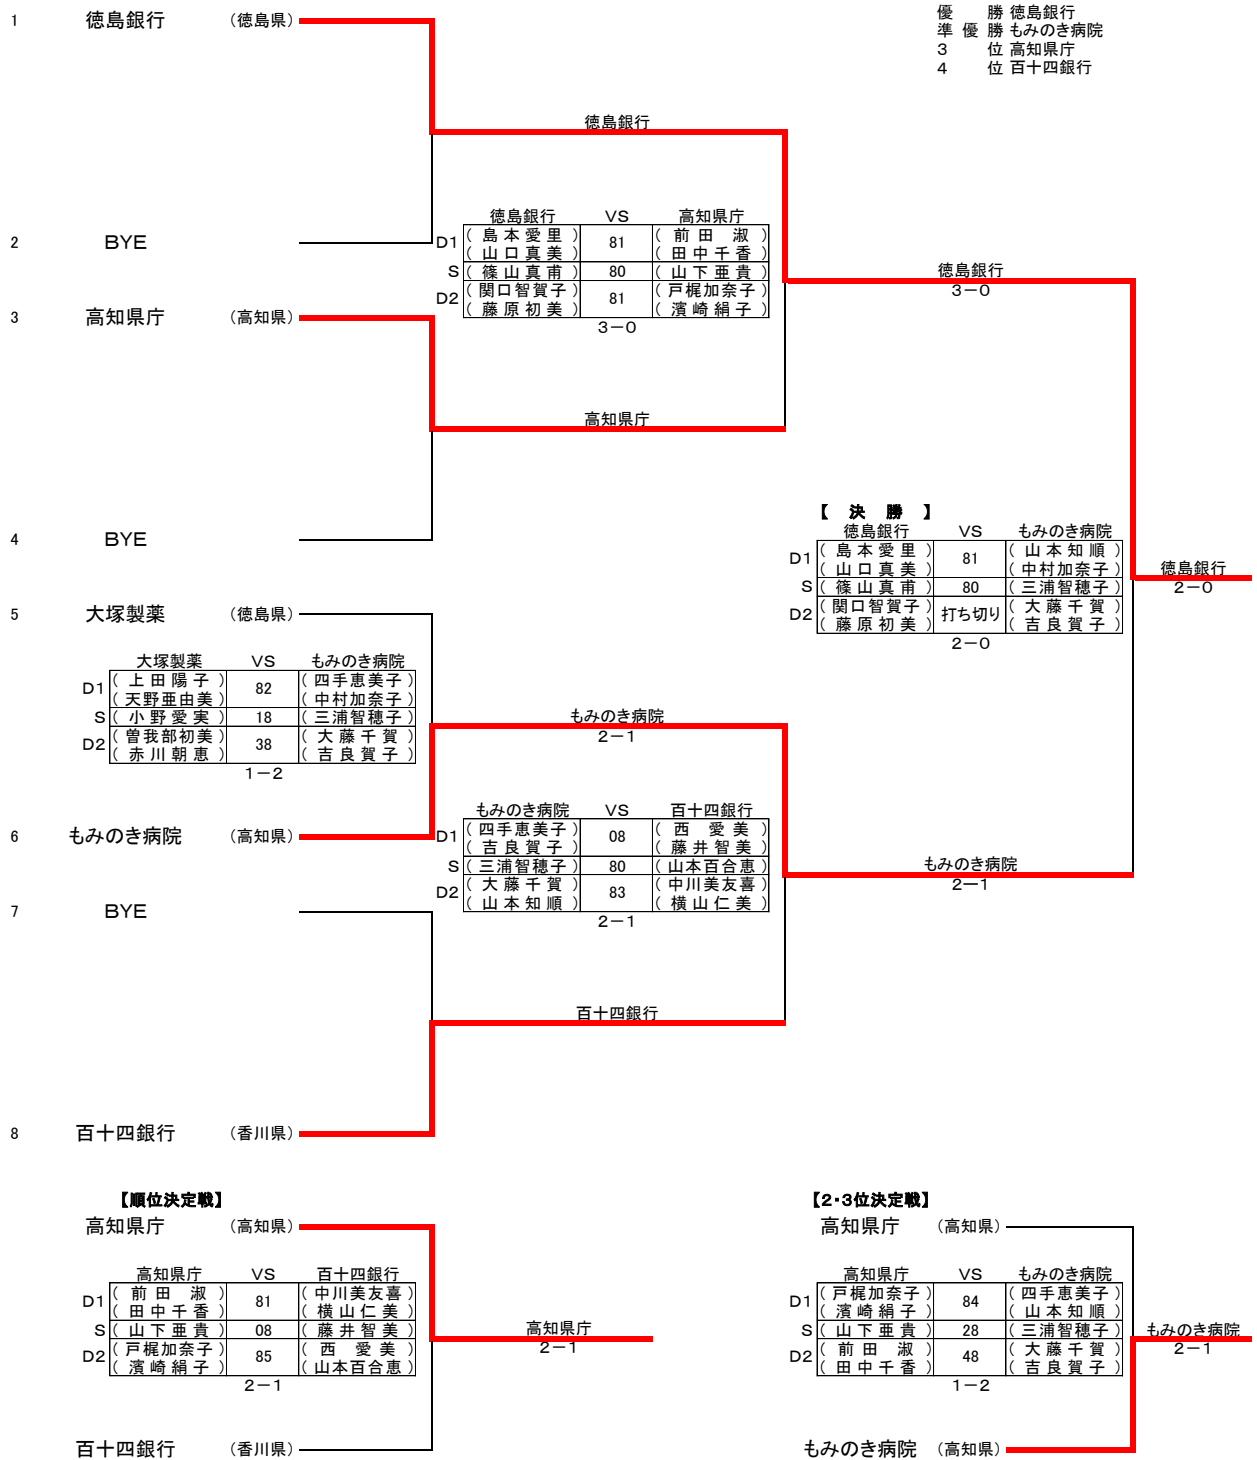 優　勝 徳島銀行
準優勝 もみのき病院
3　位 高知県庁
4　位 百十四銀行
1 徳島銀行 （徳島県）
徳島銀行
2 BYE
徳島銀行 VS 高知県庁
D1 （島本愛里） 81 （前田　淑）
（山口真美） （田中千香）
S （篠山真甫） 80 （山下亜貴）
D2 （関口智賀子） 81 （戸梶加奈子）
（藤原初美） （濱崎絹子）
3－0
徳島銀行
3－0
3 高知県庁 （高知県）
高知県庁
4 BYE
【　決　勝　】
徳島銀行 VS もみのき病院
D1 （島本愛里） 81 （山本知順）
（山口真美） （中村加奈子）
S （篠山真甫） 80 （三浦智穂子）
D2 （関口智賀子） 打ち切り （大藤千賀）
（藤原初美） （吉良賀子）
2－0
徳島銀行
2－0
5 大塚製薬 （徳島県）
大塚製薬 VS もみのき病院
D1 （上田陽子） 82 （四手恵美子）
（天野亜由美） （中村加奈子）
S （小野愛実） 18 （三浦智穂子）
D2 （曽我部初美） 38 （大藤千賀）
（赤川朝恵） （吉良賀子）
1－2
もみのき病院
2－1
6 もみのき病院 （高知県）
もみのき病院 VS 百十四銀行
D1 （四手恵美子） 08 （西　愛美）
（吉良賀子） （藤井智美）
S （三浦智穂子） 80 （山本百合恵）
D2 （大藤千賀） 83 （中川美友喜）
（山本知順） （横山仁美）
2－1
もみのき病院
2－1
7 BYE
百十四銀行
8 百十四銀行 （香川県）
【順位決定戦】
高知県庁 （高知県）
高知県庁 VS 百十四銀行
D1 （前田　淑） 81 （中川美友喜）
（田中千香） （横山仁美）
S （山下亜貴） 08 （藤井智美）
D2 （戸梶加奈子） 85 （西　愛美）
（濱崎絹子） （山本百合恵）
2－1
高知県庁
2－1
百十四銀行 （香川県）
【2・3位決定戦】
高知県庁 （高知県）
高知県庁 VS もみのき病院
D1 （戸梶加奈子） 84 （四手恵美子）
（濱崎絹子） （山本知順）
S （山下亜貴） 28 （三浦智穂子）
D2 （前田　淑） 48 （大藤千賀）
（田中千香） （吉良賀子）
1－2
もみのき病院
2－1
もみのき病院 （高知県）